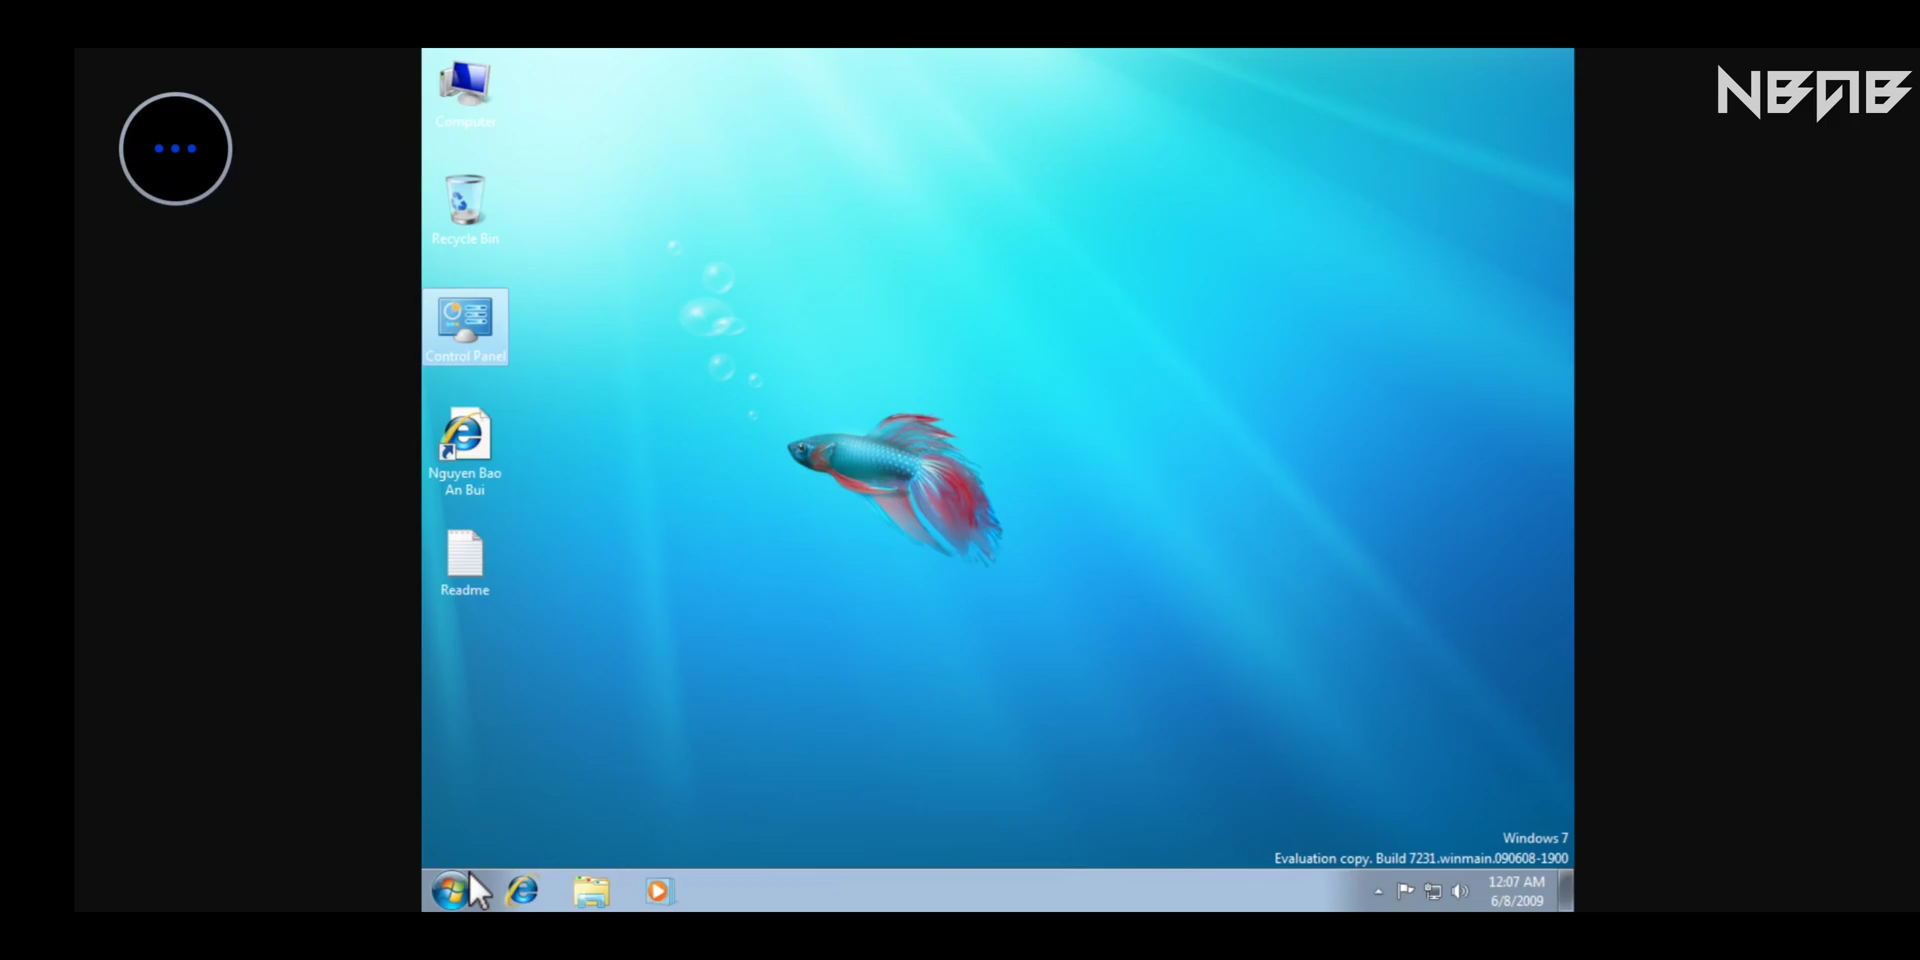 NBAB
Computer
Recycle Bin
Control Panel
Nguyen Bao
An Bui
Readme
Windows 7
Evaluation copy. Build 7231.winmain.090608-1900
12:07 AM
6/8/2009